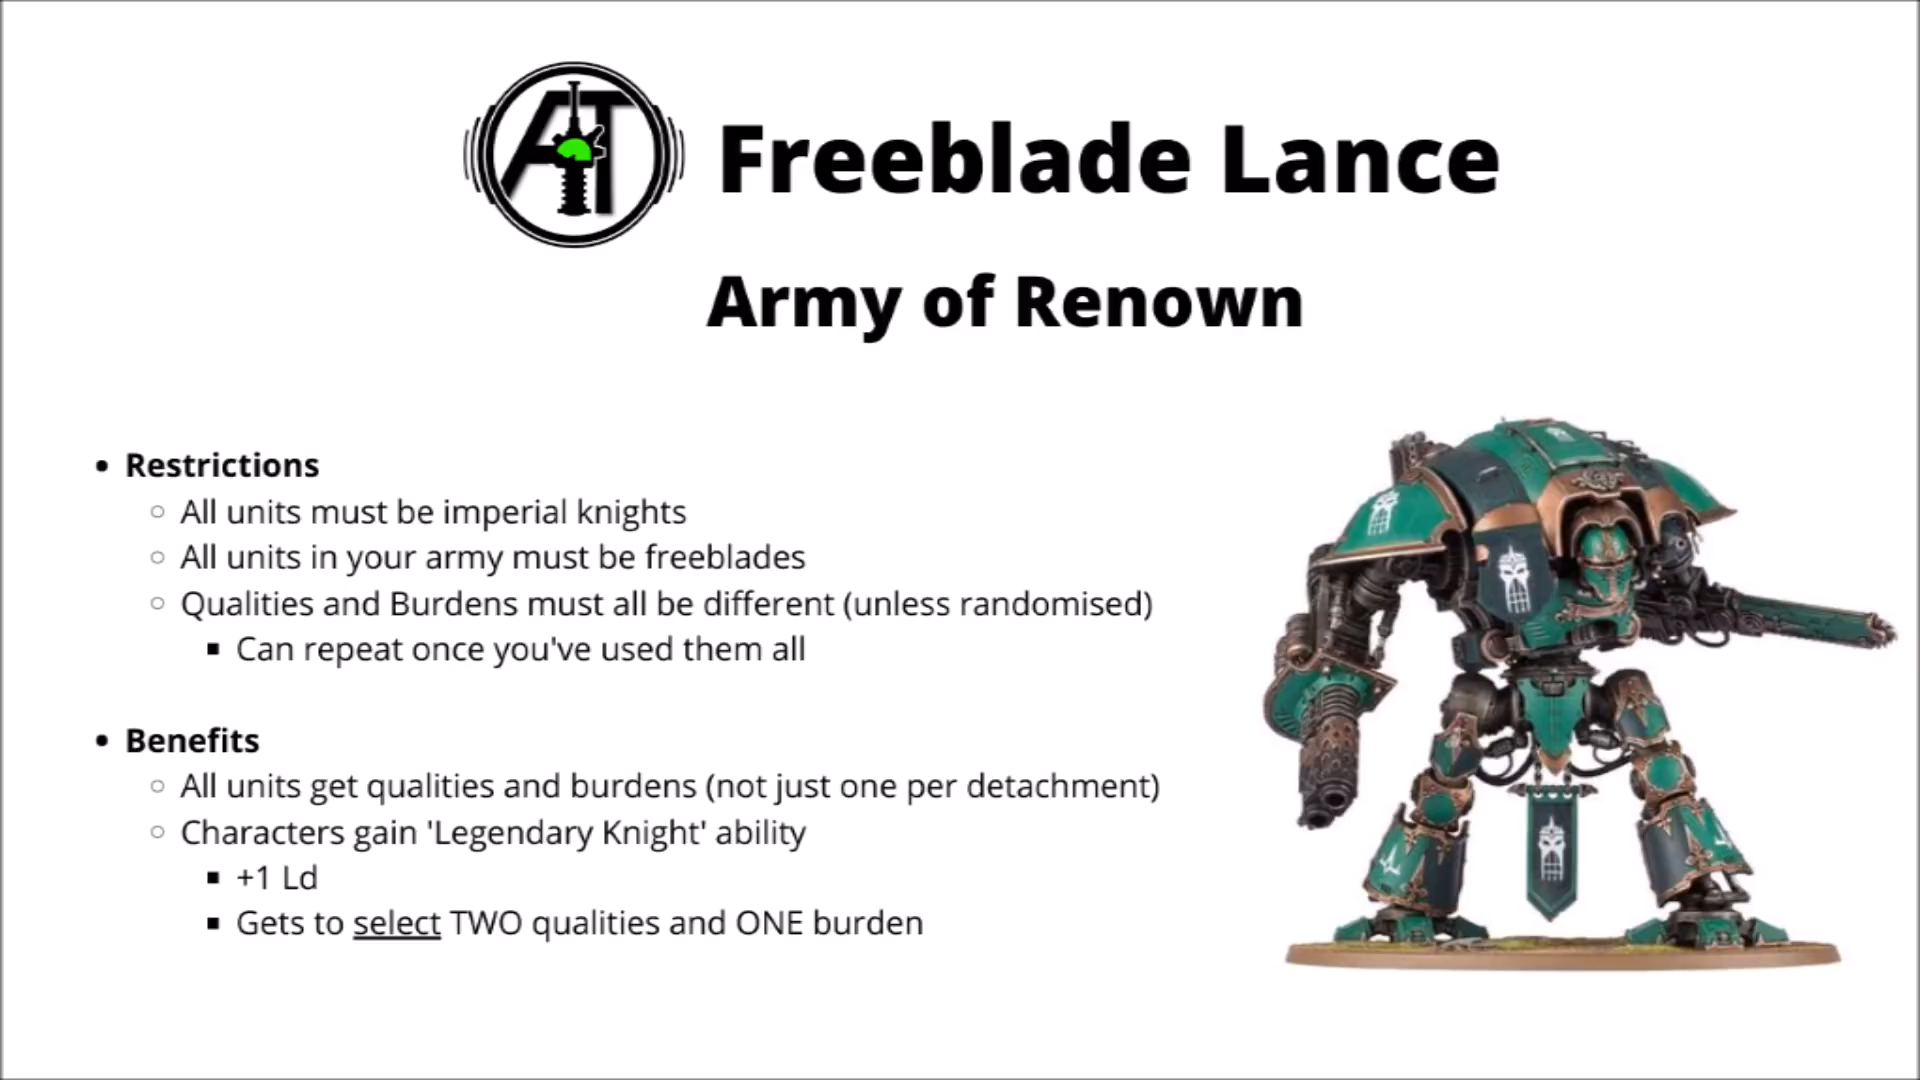 AT
Freeblade Lance
Army of Renown
• Restrictions
○ All units must be imperial knights
○ All units in your army must be freeblades
○ Qualities and Burdens must all be different (unless randomised)
▪ Can repeat once you've used them all
• Benefits
○ All units get qualities and burdens (not just one per detachment)
○ Characters gain 'Legendary Knight' ability
▪ +1 Ld
▪ Gets to select TWO qualities and ONE burden